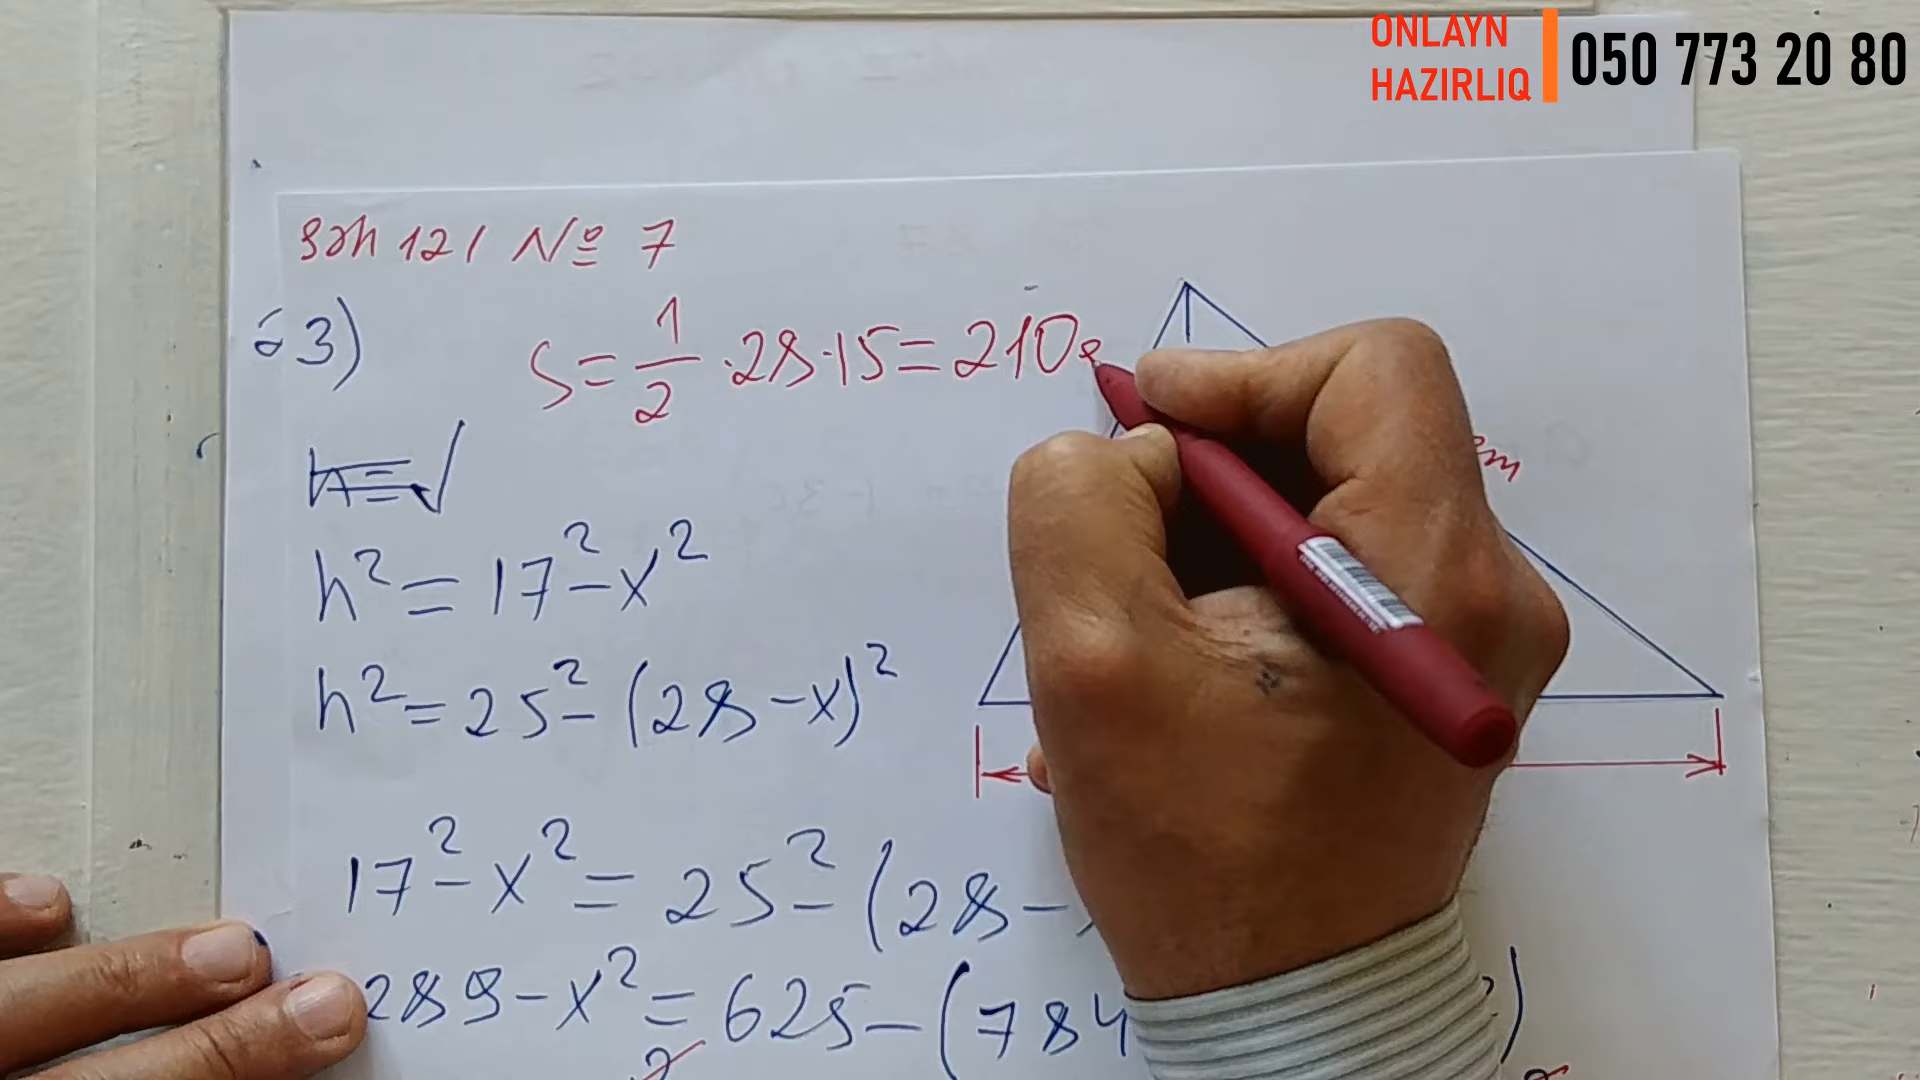 ONLAYN
HAZIRLIQ
050 773 20 80
səh 121 № 7
3)
S = 1/2 · 28 · 15 = 210
h² = 17² - x²
h² = 25² - (28 - x)²
17² - x² = 25² - (28 -
289 - x² = 625 - (784